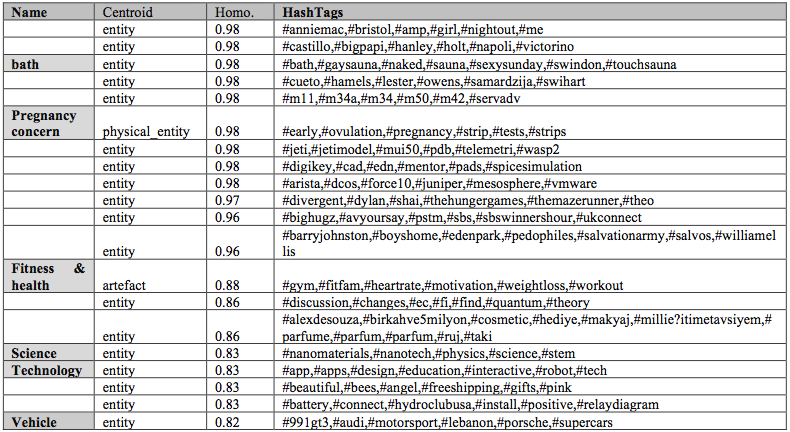 Name Centroid Homo. HashTags
entity 0.98 #anniemac,#bristol,#amp,#girl,#nightout,#me
entity 0.98 #castillo,#bigpapi,#hanley,#holt,#napoli,#victorino
bath entity 0.98 #bath,#gaysauna,#naked,#sauna,#sexysunday,#swindon,#touchsauna
entity 0.98 #cueto,#hamels,#lester,#owens,#samardzija,#swihart
entity 0.98 #m11,#m34a,#m34,#m50,#m42,#servadv
Pregnancy
concern physical_entity 0.98 #early,#ovulation,#pregnancy,#strip,#tests,#strips
entity 0.98 #jeti,#jetimodel,#mui50,#pdb,#telemetri,#wasp2
entity 0.98 #digikey,#cad,#edn,#mentor,#pads,#spicesimulation
entity 0.98 #arista,#dcos,#force10,#juniper,#mesosphere,#vmware
entity 0.97 #divergent,#dylan,#shai,#thehungergames,#themazerunner,#theo
entity 0.96 #bighugz,#avyoursay,#pstm,#sbs,#sbswinnershour,#ukconnect
#barryjohnston,#boyshome,#edenpark,#pedophiles,#salvationarmy,#salvos,#williamel
entity 0.96 lis
Fitness &
health artefact 0.88 #gym,#fitfam,#heartrate,#motivation,#weightloss,#workout
entity 0.86 #discussion,#changes,#ec,#fi,#find,#quantum,#theory
#alexdesouza,#birkahve5milyon,#cosmetic,#hediye,#makyaj,#millie?itimetavsiyem,#
entity 0.86 parfume,#parfum,#parfum,#ruj,#taki
Science entity 0.83 #nanomaterials,#nanotech,#physics,#science,#stem
Technology entity 0.83 #app,#apps,#design,#education,#interactive,#robot,#tech
entity 0.83 #beautiful,#bees,#angel,#freeshipping,#gifts,#pink
entity 0.83 #battery,#connect,#hydroclubusa,#install,#positive,#relaydiagram
Vehicle entity 0.82 #991gt3,#audi,#motorsport,#lebanon,#porsche,#supercars